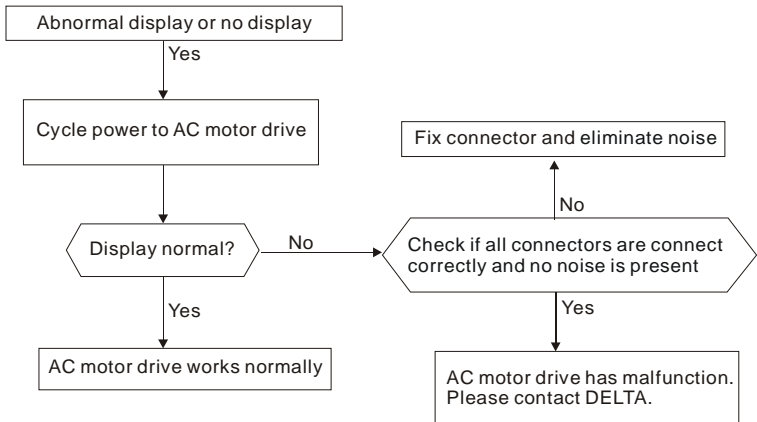 Abnormal display or no display
Yes
Cycle power to AC motor drive
Fix connector and eliminate noise
No
Display normal?
No
Check if all connectors are connect
correctly and no noise is present
Yes
Yes
AC motor drive works normally
AC motor drive has malfunction.
Please contact DELTA.